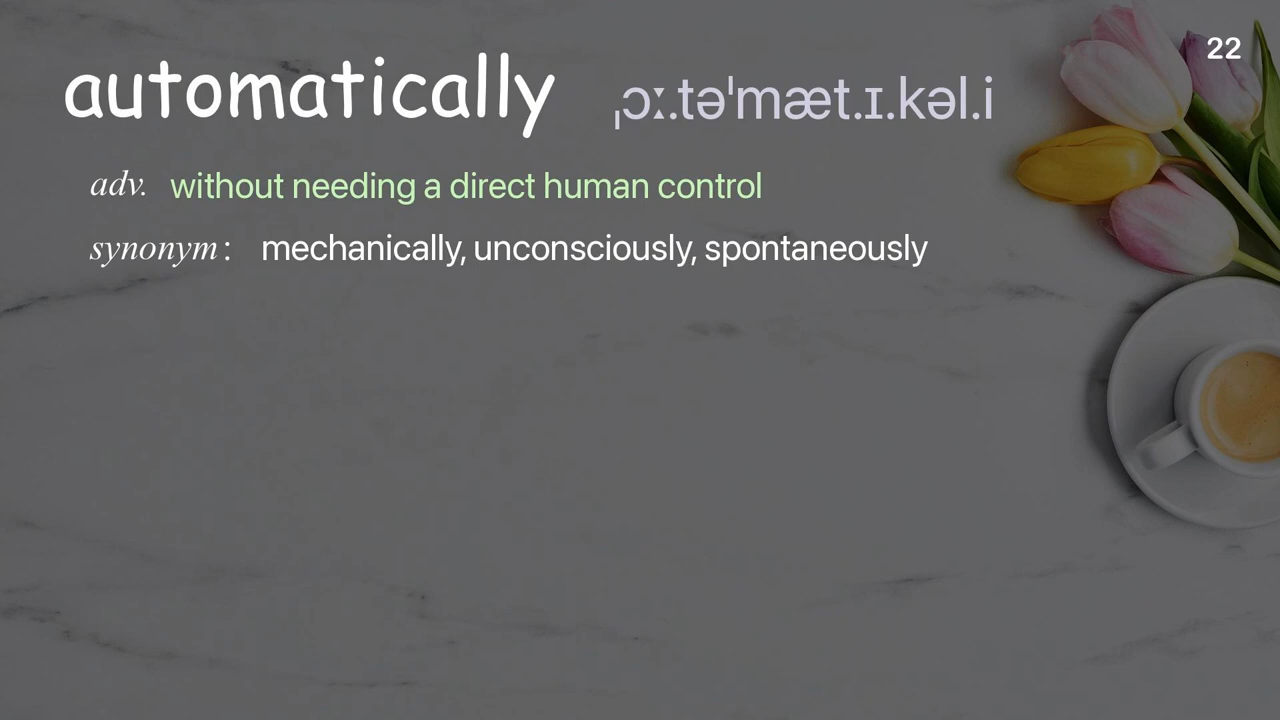 22
automatically ˌɔː.təˈmæt.ɪ.kəl.i
adv. without needing a direct human control
synonym : mechanically, unconsciously, spontaneously